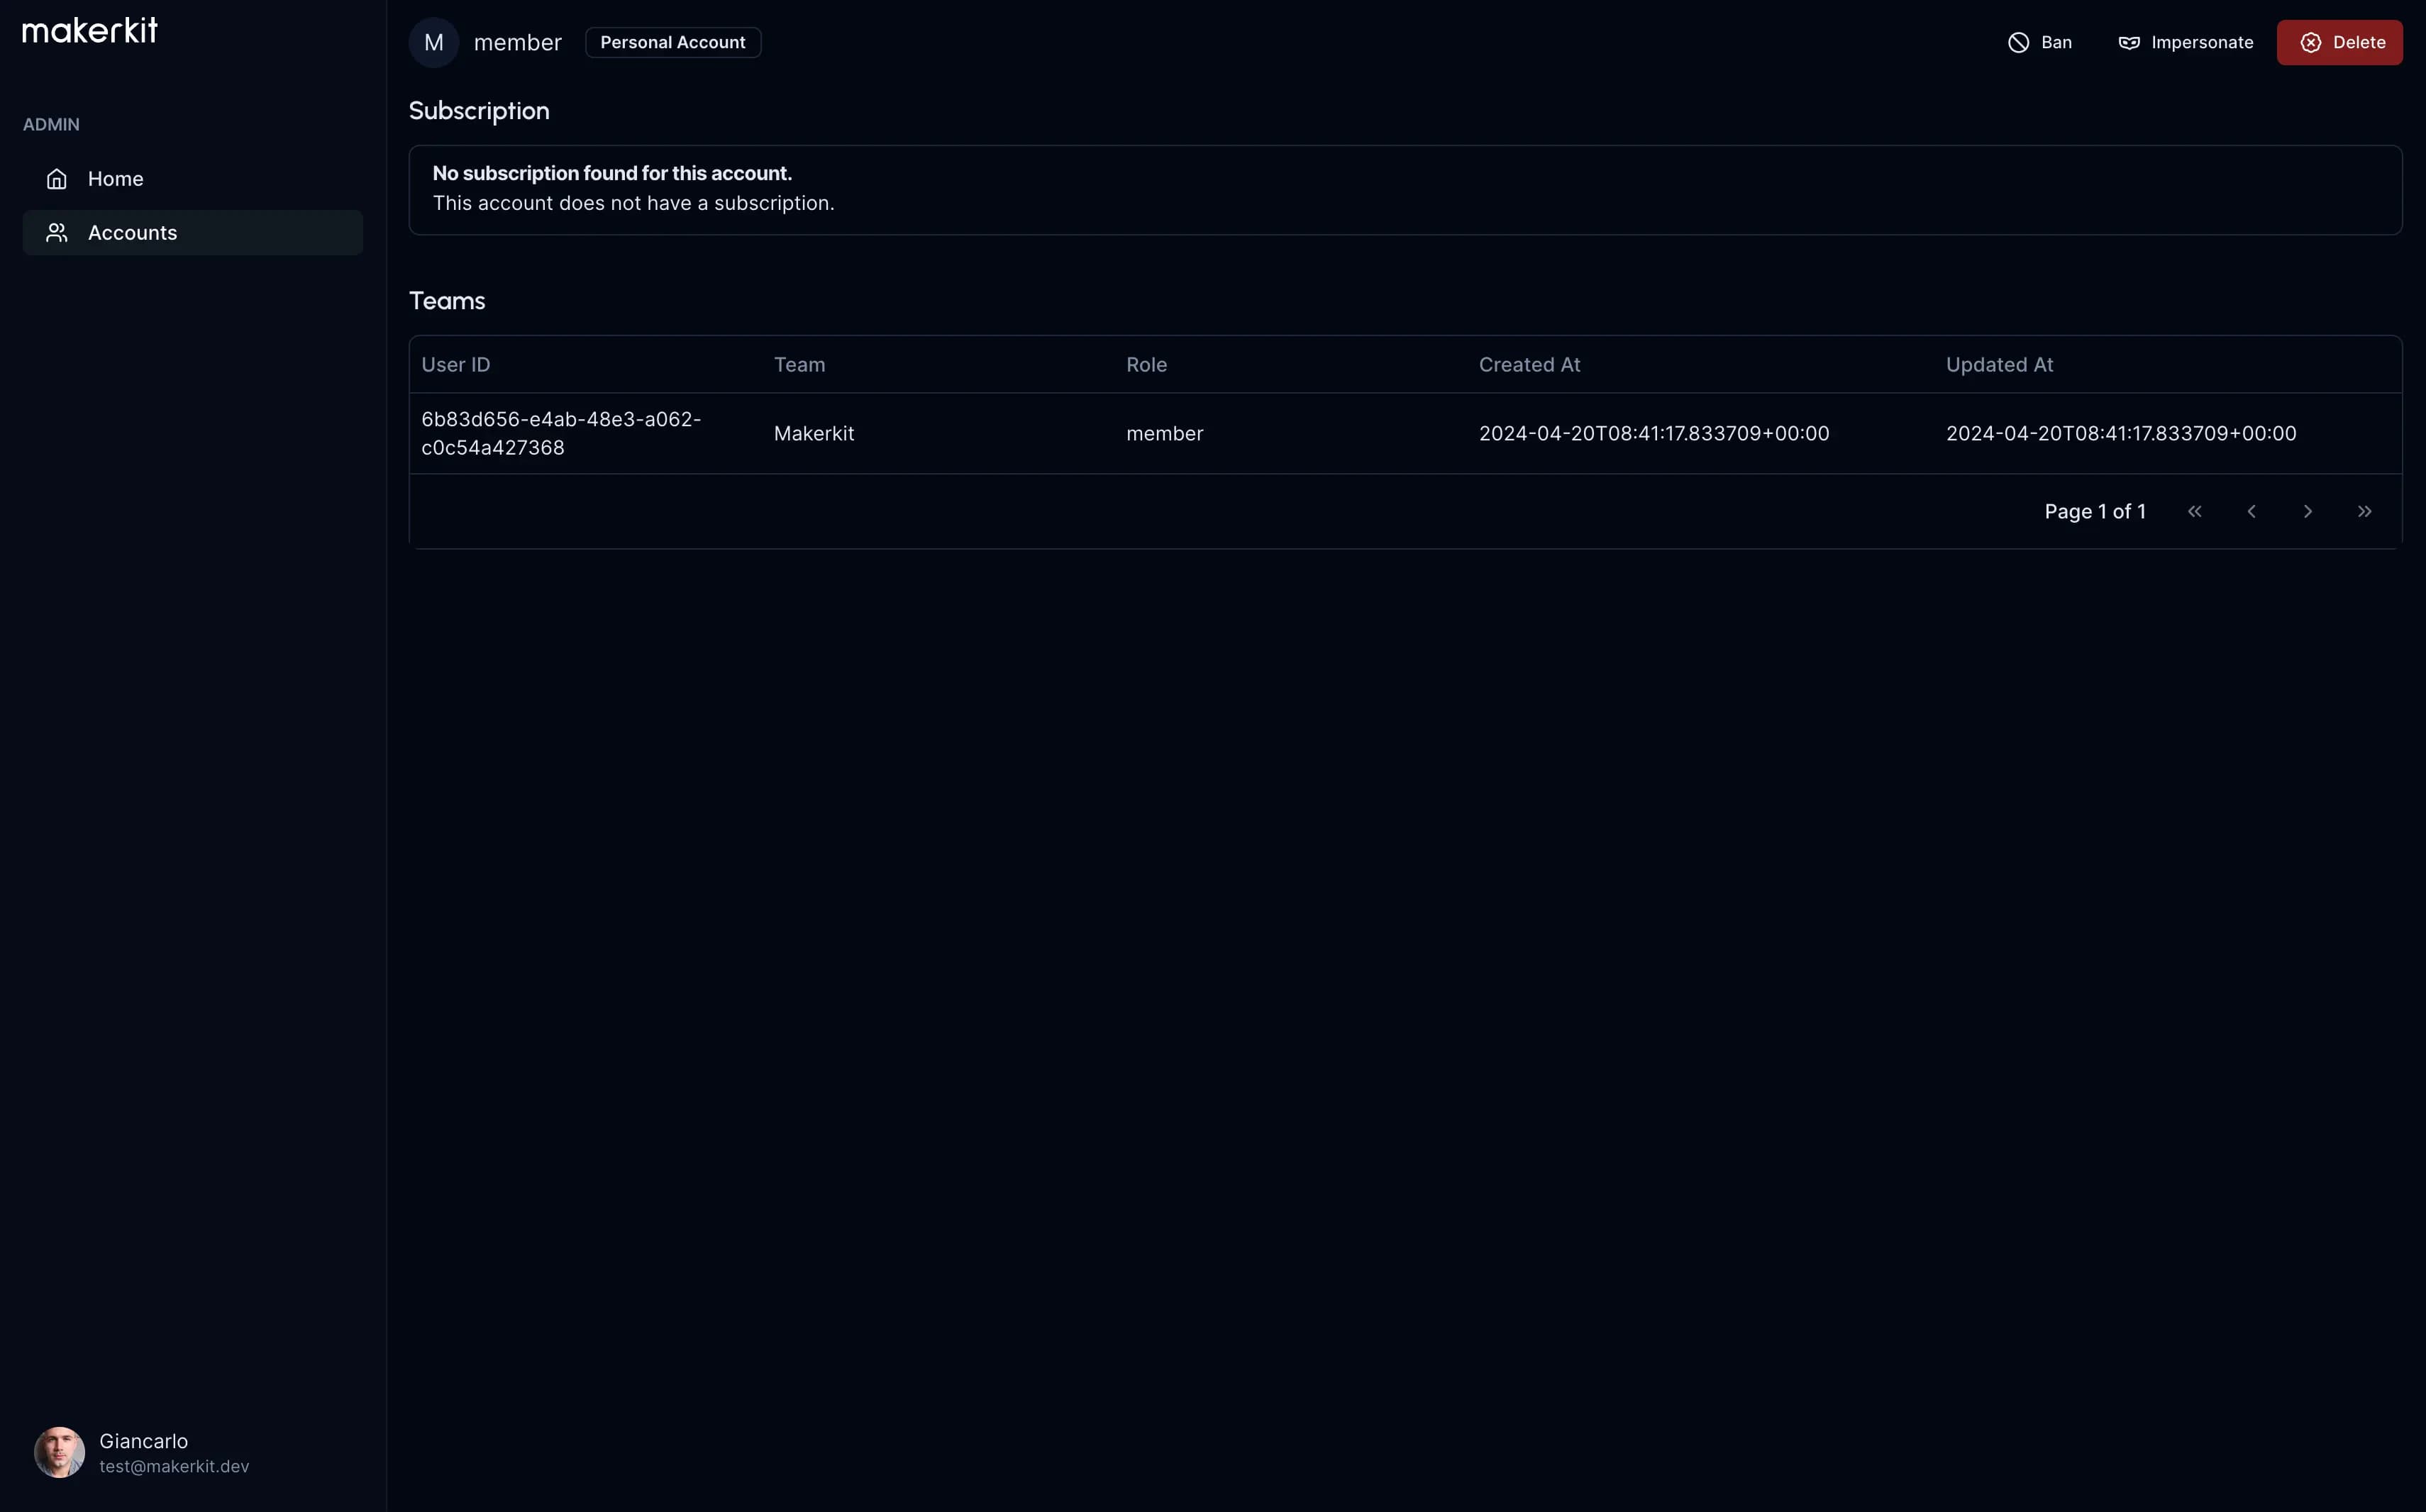 makerkit
ADMIN
Home
Accounts
Giancarlo
test@makerkit.dev
M
member
Personal Account
Ban
Impersonate
Delete
Subscription
No subscription found for this account.
This account does not have a subscription.
Teams
User ID Team Role Created At Updated At
6b83d656-e4ab-48e3-a062-
c0c54a427368
Makerkit member 2024-04-20T08:41:17.833709+00:00 2024-04-20T08:41:17.833709+00:00
Page 1 of 1